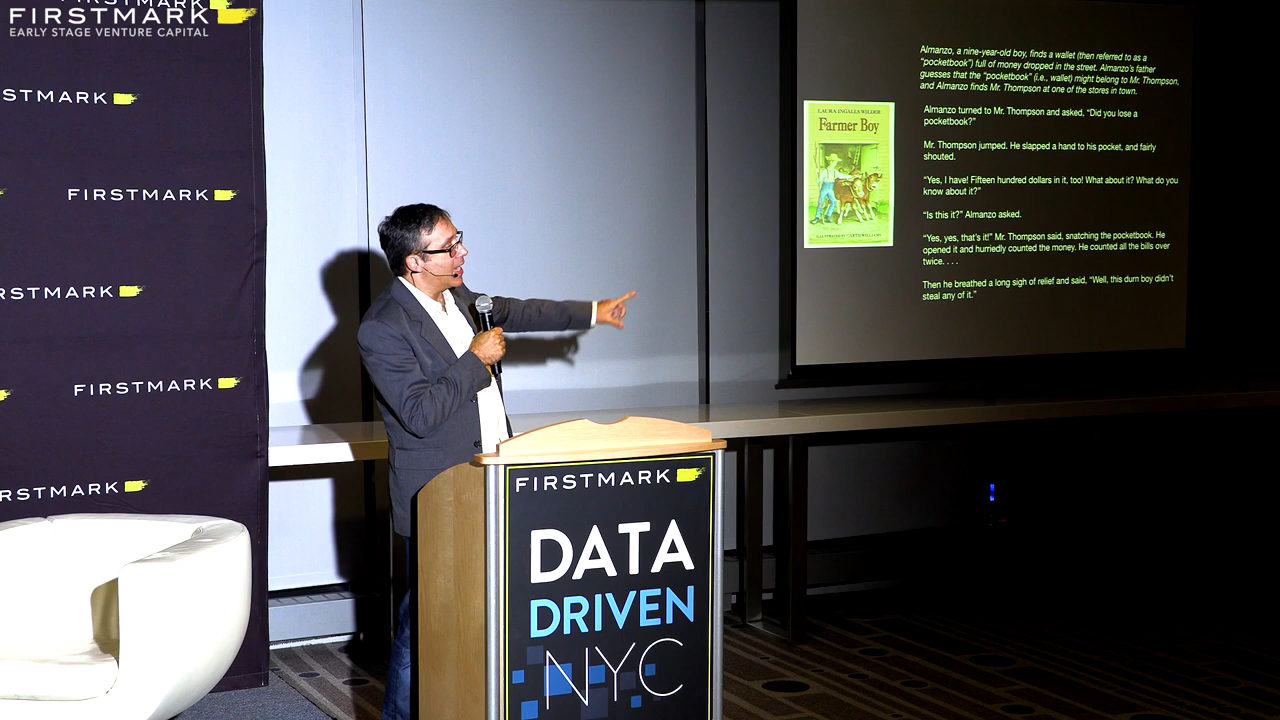 FIRSTMARK
FIRSTMARK
EARLY STAGE VENTURE CAPITAL
STMARK
FIRSTMARK
RSTMARK
FIRSTMARK
RSTMARK
Almanzo, a nine-year-old boy, finds a wallet (then referred to as a
"pocketbook") full of money dropped in the street. Almanzo's father
guesses that the "pocketbook" (i.e., wallet) might belong to Mr. Thompson,
and Almanzo finds Mr. Thompson at one of the stores in town.
Almanzo turned to Mr. Thompson and asked, "Did you lose a
pocketbook?"
Mr. Thompson jumped. He slapped a hand to his pocket, and fairly
shouted.
"Yes, I have! Fifteen hundred dollars in it, too! What about it? What do you
know about it?"
"Is this it?" Almanzo asked.
"Yes, yes, that's it!" Mr. Thompson said, snatching the pocketbook. He
opened it and hurriedly counted the money. He counted all the bills over
twice. . . .
Then he breathed a long sigh of relief and said, "Well, this durn boy didn't
steal any of it."
LAURA INGALLS WILDER
Farmer Boy
ILLUSTRATED BY GARTH WILLIAMS
FIRSTMARK
DATA
DRIVEN
NYC